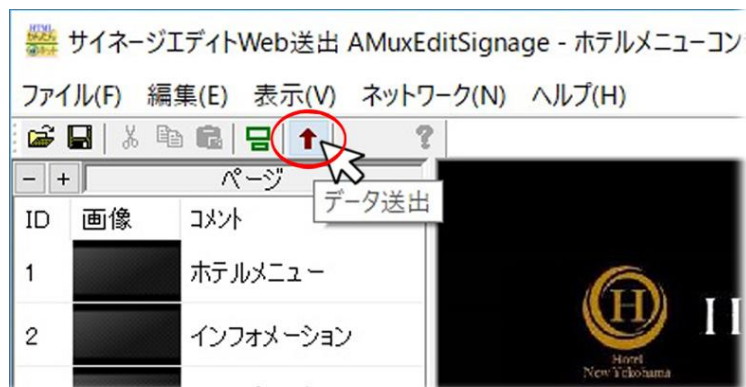 サイネージエディトWeb送出 AMuxEditSignage - ホテルメニューコン
ファイル(F) 編集(E) 表示(V) ネットワーク(N) ヘルプ(H)
- + ページ
データ送出
ID 画像 コメント
1 ホテルメニュー
2 インフォメーション
H
Hotel
New Yokohama